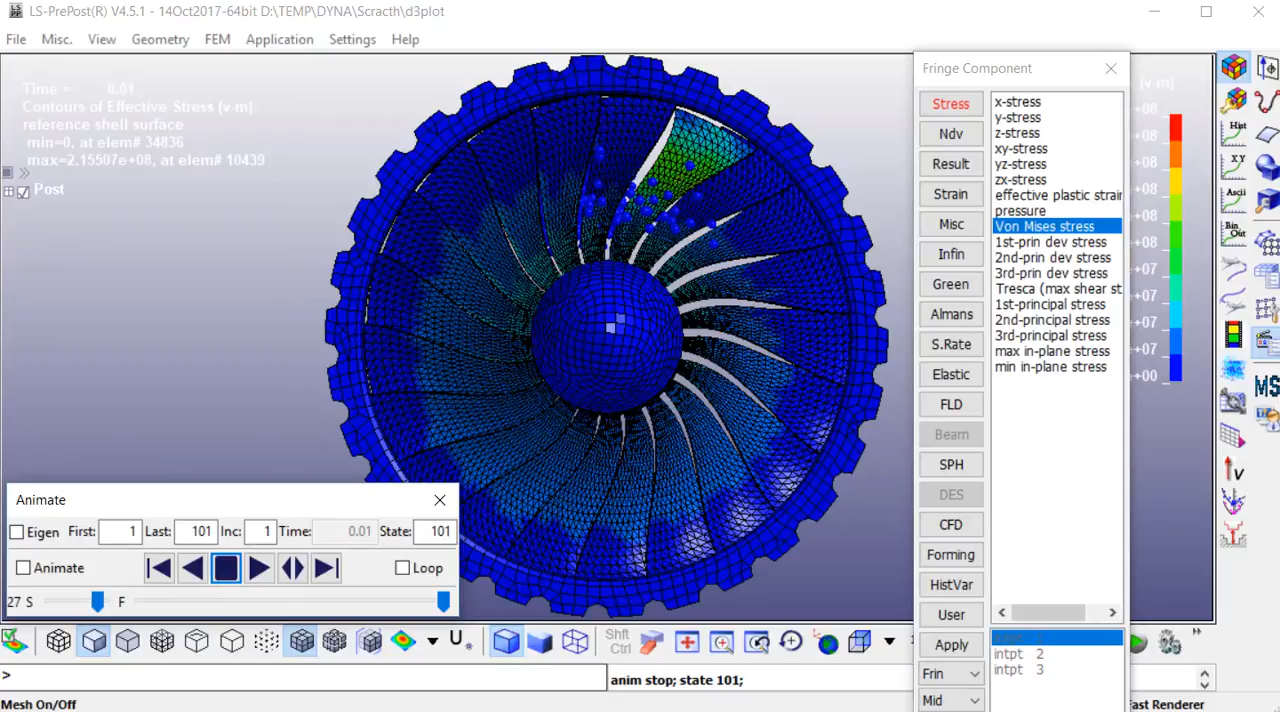 LS-PrePost(R) V4.5.1 - 14Oct2017-64bit D:\TEMP\DYNA\Scracth\d3plot
File Misc. View Geometry FEM Application Settings Help
Time = 0.01
Contours of Effective Stress (v-m)
reference shell surface
min=0, at elem# 34836
max=2.15507e+08, at elem# 10439
Post
Fringe Component
Stress
Ndv
Result
Strain
Misc
Infin
Green
Almans
S.Rate
Elastic
FLD
Beam
SPH
DES
CFD
Forming
HistVar
User
Apply
Frin
Mid
x-stress
y-stress
z-stress
xy-stress
yz-stress
zx-stress
effective plastic strain
pressure
Von Mises stress
1st-prin dev stress
2nd-prin dev stress
3rd-prin dev stress
Tresca (max shear st
1st-principal stress
2nd-principal stress
3rd-principal stress
max in-plane stress
min in-plane stress
intpt 2
intpt 3
(v-m)
+08
+08
+08
+08
+08
+08
+07
+07
+07
+07
+00
Hist
X Y
Ascii
Bin Out
MS
V
Animate
Eigen First: 1 Last: 101 Inc: 1 Time: 0.01 State: 101
Animate Loop
27 S F
Shft
Ctrl
U
>
anim stop; state 101;
Mesh On/Off
Fast Renderer